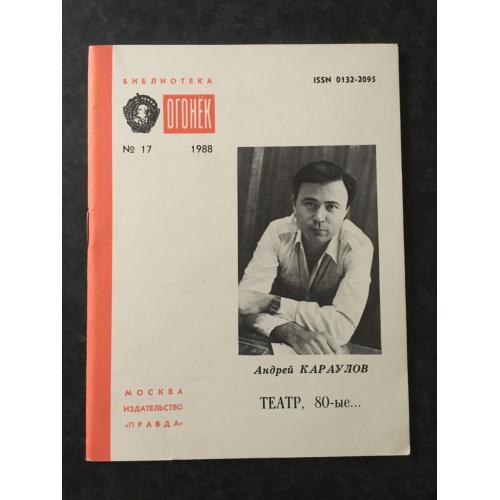 БИБЛИОТЕКА
ISSN 0132-2095
ОГОНЁК
№ 17 1988
Андрей КАРАУЛОВ
ТЕАТР, 80-ые...
МОСКВА
ИЗДАТЕЛЬСТВО
«ПРАВДА»